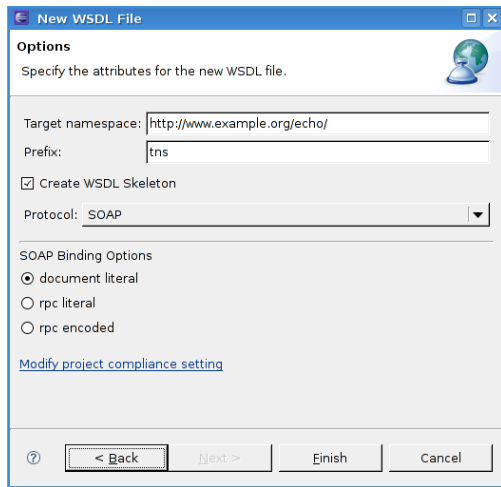 New WSDL File
Options
Specify the attributes for the new WSDL file.
Target namespace: http://www.example.org/echo/
Prefix: tns
Create WSDL Skeleton
Protocol: SOAP
SOAP Binding Options
document literal
rpc literal
rpc encoded
Modify project compliance setting
? < Back Next > Finish Cancel